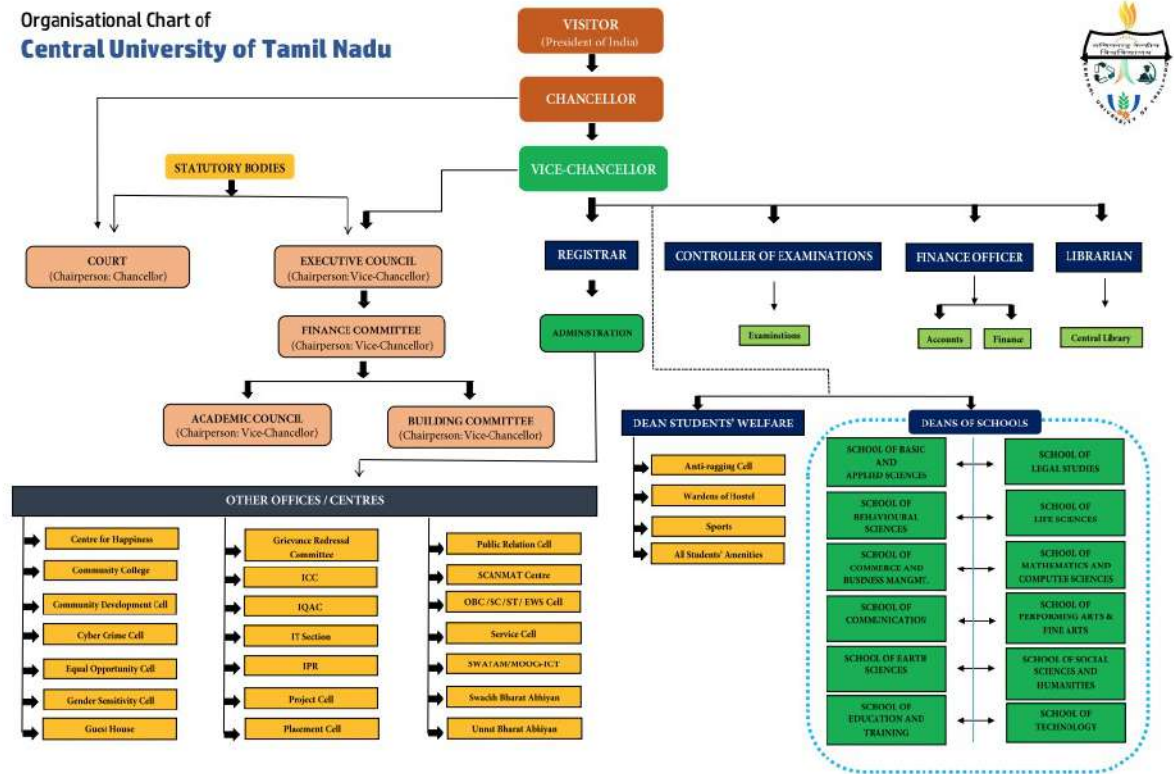 Organisational Chart of
Central University of Tamil Nadu
VISITOR
(President of India)
CHANCELLOR
VICE-CHANCELLOR
STATUTORY BODIES
COURT
(Chairperson: Chancellor)
EXECUTIVE COUNCIL
(Chairperson: Vice-Chancellor)
FINANCE COMMITTEE
(Chairperson: Vice-Chancellor)
ACADEMIC COUNCIL
(Chairperson: Vice-Chancellor)
BUILDING COMMITTEE
(Chairperson: Vice-Chancellor)
REGISTRAR
ADMINISTRATION
CONTROLLER OF EXAMINATIONS
Examinations
FINANCE OFFICER
Accounts
Finance
LIBRARIAN
Central Library
DEAN STUDENTS' WELFARE
Anti-ragging Cell
Wardens of Hostel
Sports
All Students' Amenities
DEANS OF SCHOOLS
SCHOOL OF BASIC
AND
APPLIED SCIENCES
SCHOOL OF
LEGAL STUDIES
SCHOOL OF
BEHAVIOURAL
SCIENCES
SCHOOL OF
LIFE SCIENCES
SCHOOL OF
COMMERCE AND
BUSINESS MANGMT.
SCHOOL OF
MATHEMATICS AND
COMPUTER SCIENCES
SCHOOL OF
COMMUNICATION
SCHOOL OF
PERFORMING ARTS &
FINE ARTS
SCHOOL OF EARTH
SCIENCES
SCHOOL OF SOCIAL
SCIENCES AND
HUMANITIES
SCHOOL OF
EDUCATION AND
TRAINING
SCHOOL OF
TECHNOLOGY
OTHER OFFICES / CENTRES
Centre for Happiness
Community College
Community Development Cell
Cyber Crime Cell
Equal Opportunity Cell
Gender Sensitivity Cell
Guest House
Grievance Redressal
Committee
ICC
IQAC
IT Section
IPR
Project Cell
Placement Cell
Public Relation Cell
SCANMAT Centre
OBC /SC/ST/ EWS Cell
Service Cell
SWAYAM/MOOC-ICT
Swachh Bharat Abhiyan
Unnat Bharat Abhiyan